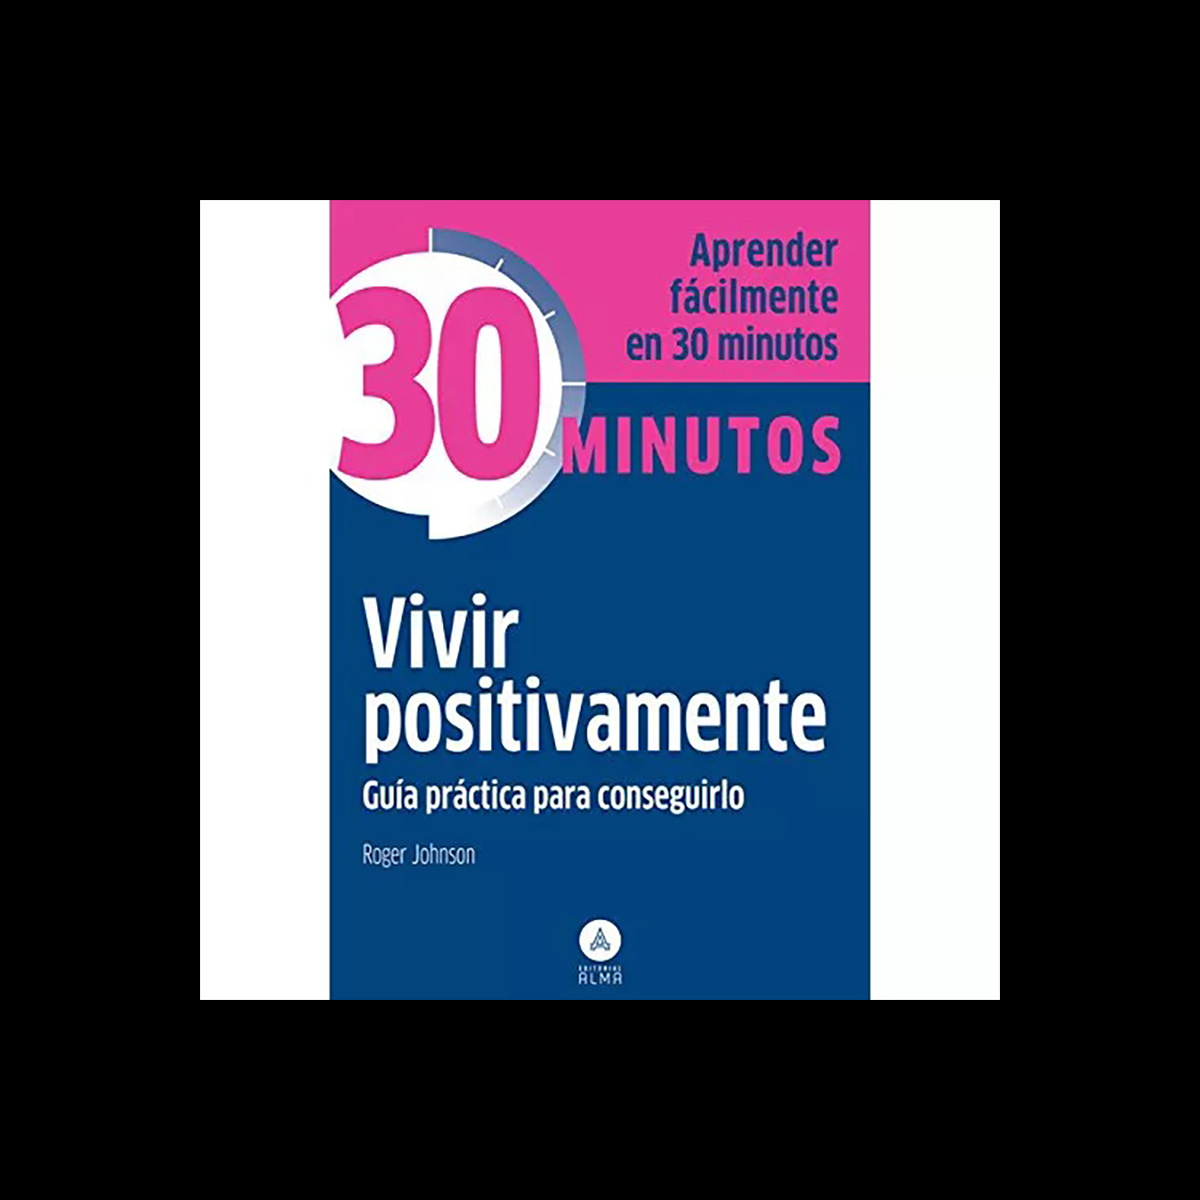 Aprender
fácilmente
en 30 minutos
30
MINUTOS
Vivir
positivamente
Guía práctica para conseguirlo
Roger Johnson
EDITORIAL
ALMA